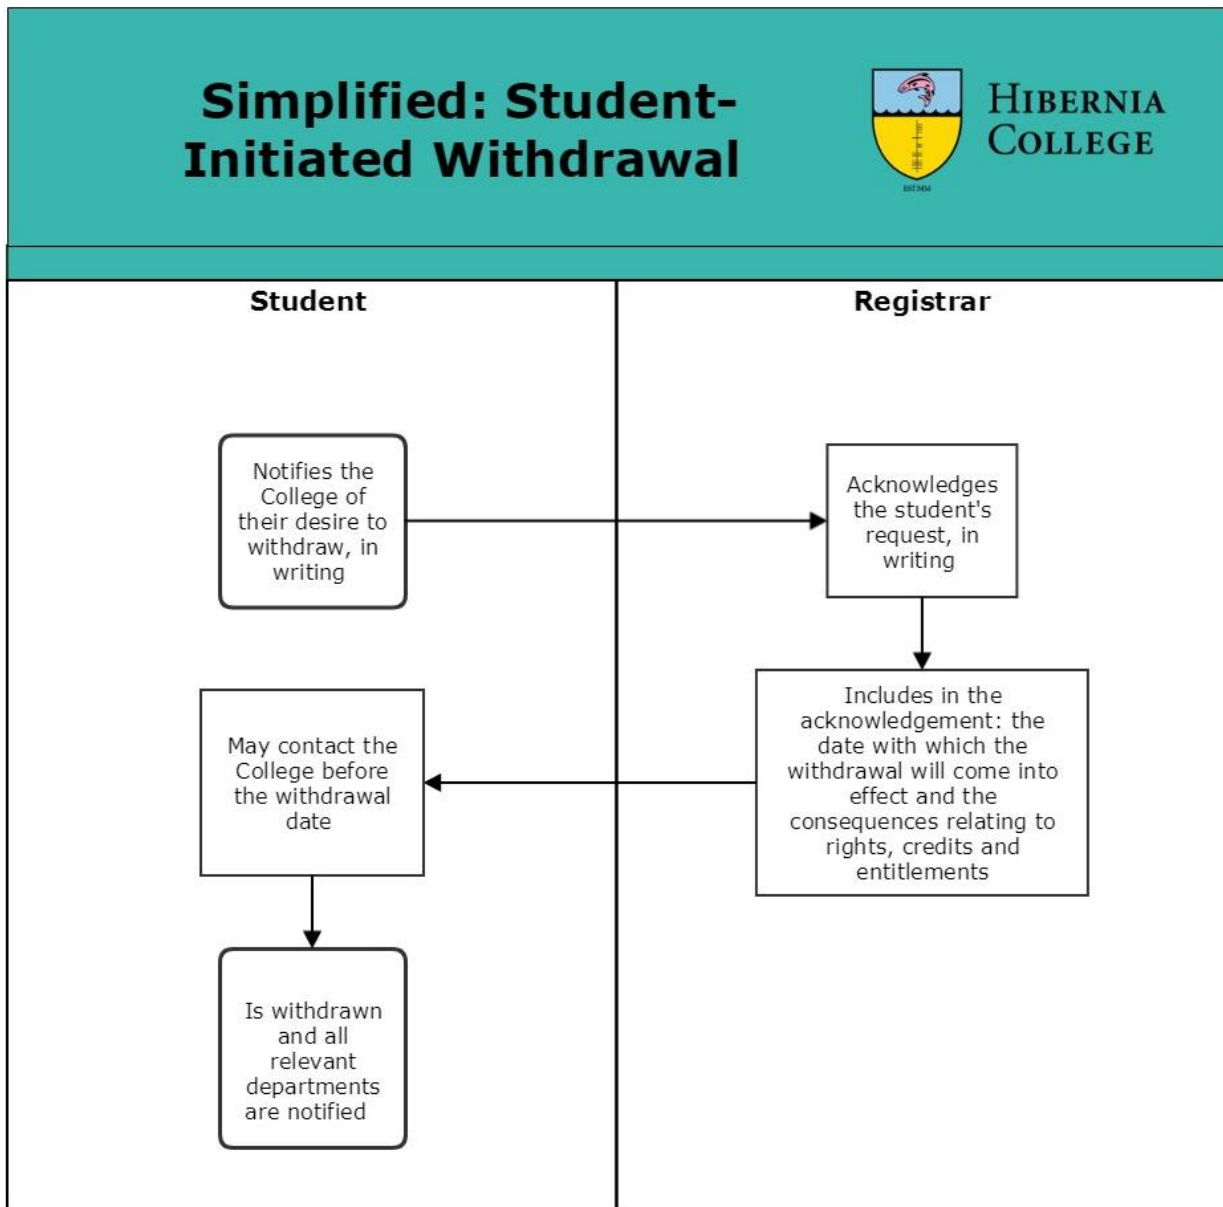 Simplified: Student-
Initiated Withdrawal
HIBERNIA
COLLEGE
EST.MM
Student
Registrar
Notifies the
College of
their desire to
withdraw, in
writing
Acknowledges
the student's
request, in
writing
Includes in the
acknowledgement: the
date with which the
withdrawal will come into
effect and the
consequences relating to
rights, credits and
entitlements
May contact the
College before
the withdrawal
date
Is withdrawn
and all
relevant
departments
are notified